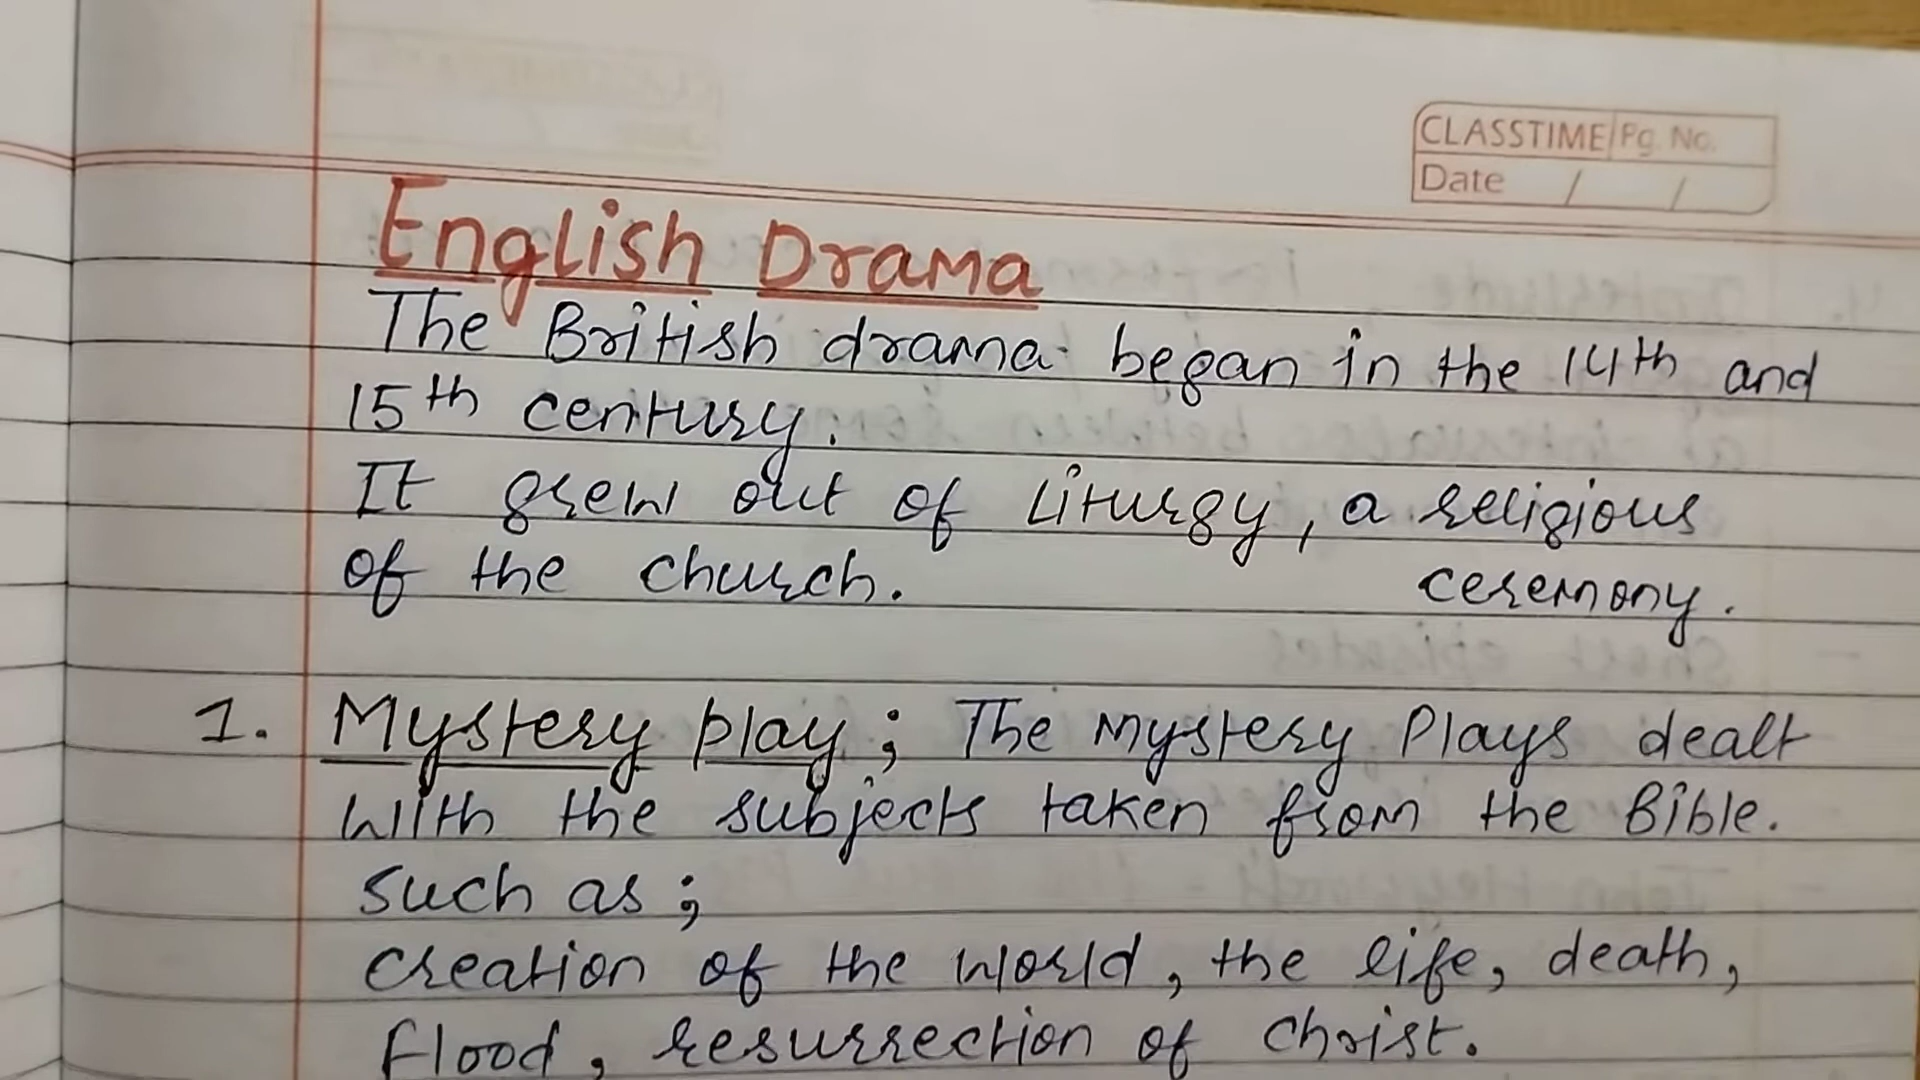 CLASSTIME Pg. No.
Date / /
English Drama
The British drama began in the 14th and
15th century.
It grew out of Liturgy, a religious
of the church. ceremony.
1. Mystery play ; The Mystery Plays dealt
with the subjects taken from the Bible.
such as ;
creation of the world, the life, death,
flood, resurrection of Christ.